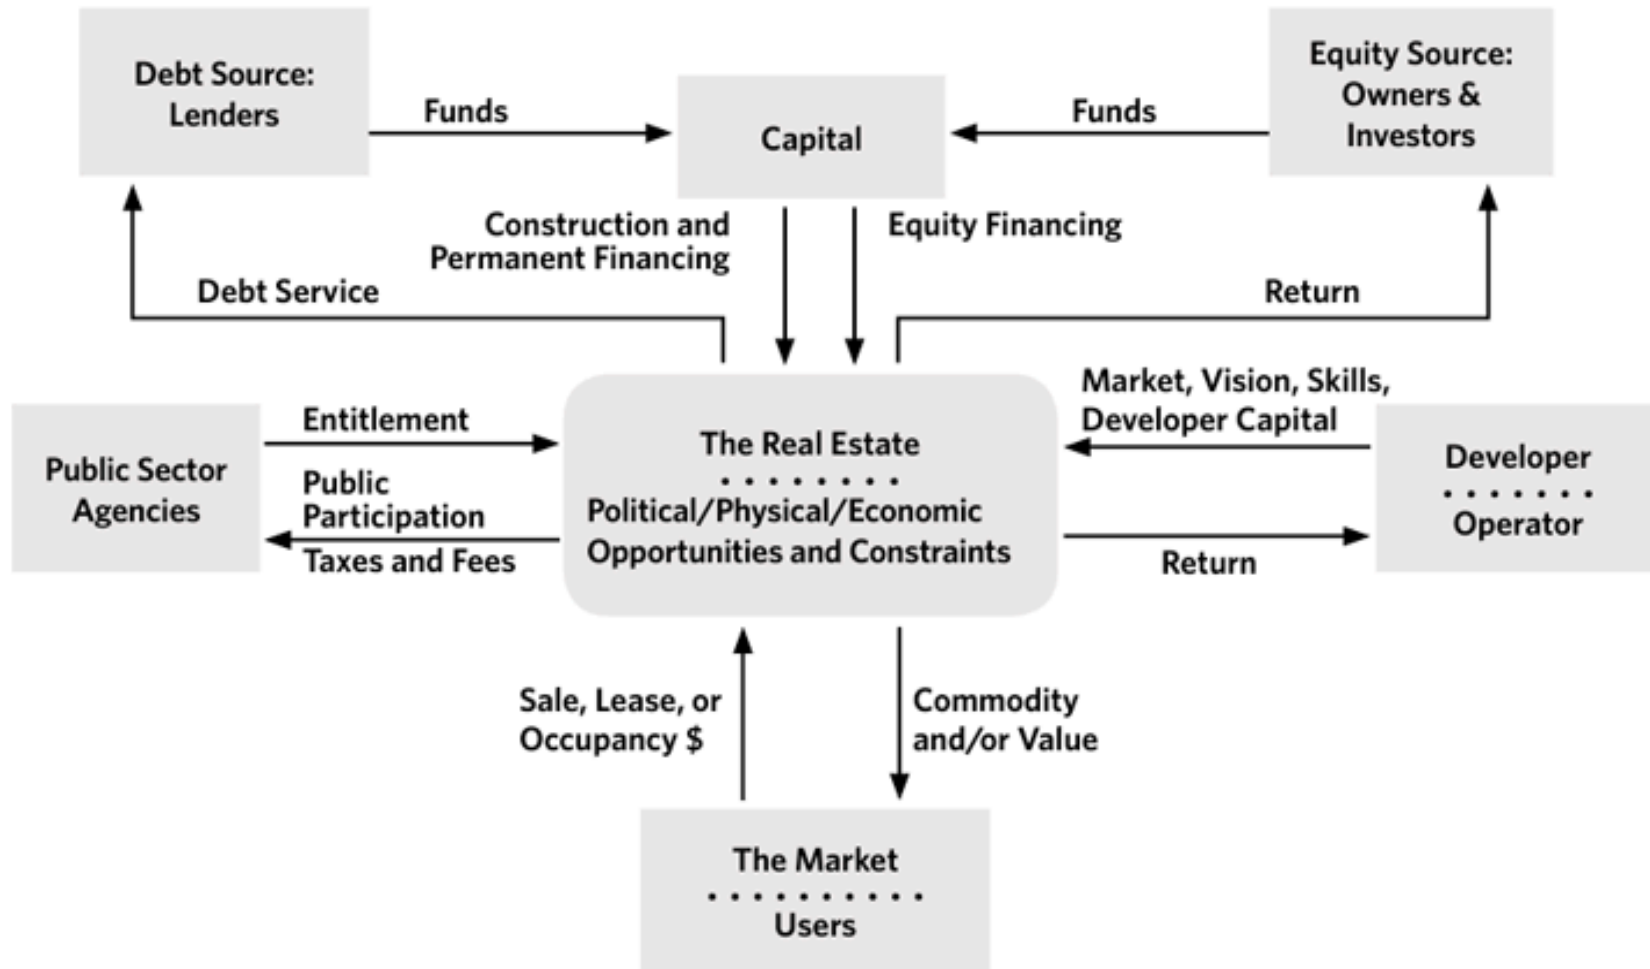 Debt Source:
Lenders
Funds
Capital
Funds
Equity Source:
Owners &
Investors
Construction and
Permanent Financing
Equity Financing
Debt Service
Return
Public Sector
Agencies
Entitlement
Public
Participation
Taxes and Fees
The Real Estate
Political/Physical/Economic
Opportunities and Constraints
Market, Vision, Skills,
Developer Capital
Return
Developer
Operator
Sale, Lease, or
Occupancy $
Commodity
and/or Value
The Market
Users